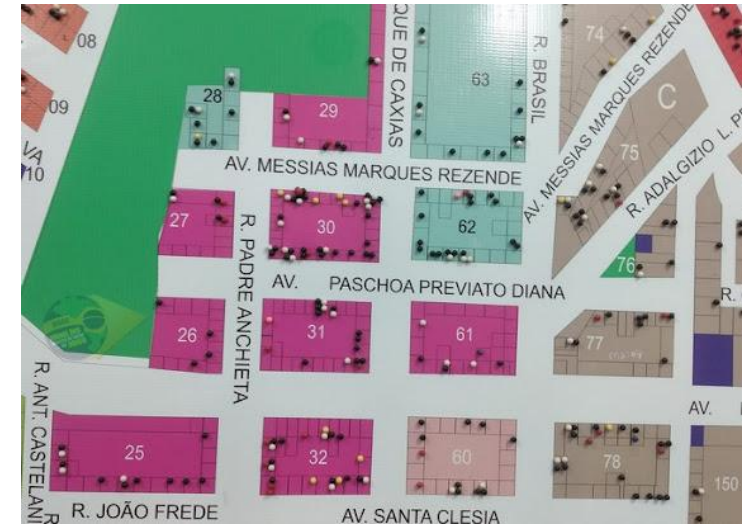 08
09
VA
10
28
29
QUE DE CAXIAS
63
R. BRASIL
74
AV. MESSIAS MARQUES REZENDE
C
75
R. ADALGIZIO L. P
AV. MESSIAS MARQUES REZENDE
27
R. PADRE ANCHIETA
30
62
76
AV. PASCHOA PREVIATO DIANA
R.
26
31
61
77
R. ANT. CASTELANI
AV.
25
32
60
78
150
R. JOÃO FREDE
AV. SANTA CLESIA
R